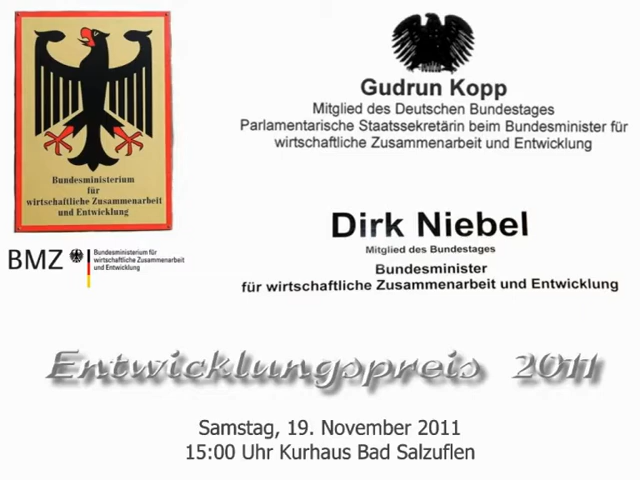 Bundesministerium
für
wirtschaftliche Zusammenarbeit
und Entwicklung
BMZ
Bundesministerium für
wirtschaftliche Zusammenarbeit
und Entwicklung
Gudrun Kopp
Mitglied des Deutschen Bundestages
Parlamentarische Staatssekretärin beim Bundesminister für
wirtschaftliche Zusammenarbeit und Entwicklung
Dirk Niebel
Mitglied des Bundestages
Bundesminister
für wirtschaftliche Zusammenarbeit und Entwicklung
Entwicklungspreis 2011
Samstag, 19. November 2011
15:00 Uhr Kurhaus Bad Salzuflen